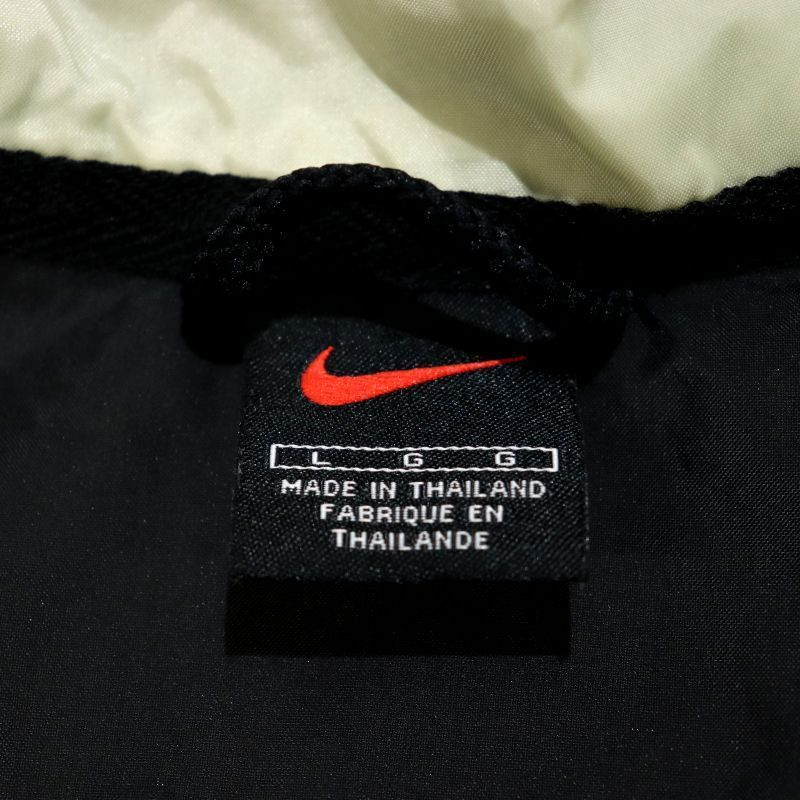 L G G
MADE IN THAILAND
FABRIQUE EN
THAILANDE